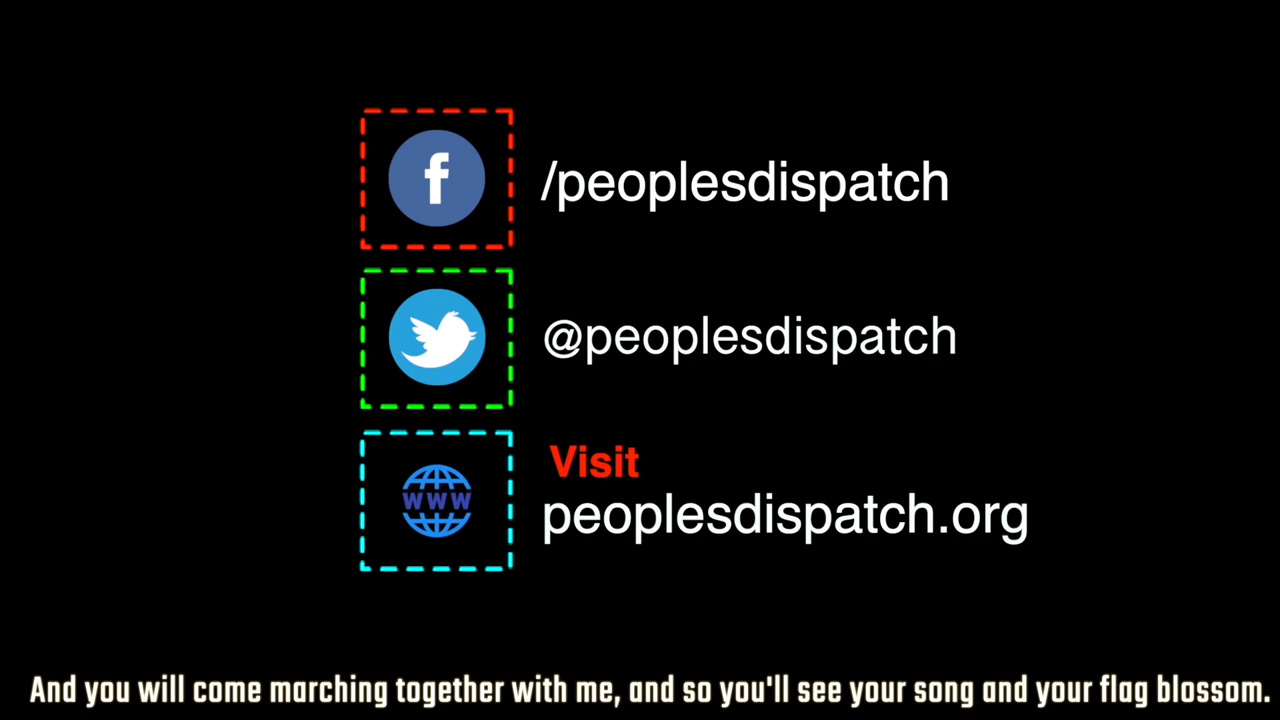 f
/peoplesdispatch
@peoplesdispatch
Visit
WWW
peoplesdispatch.org
And you will come marching together with me, and so you'll see your song and your flag blossom.